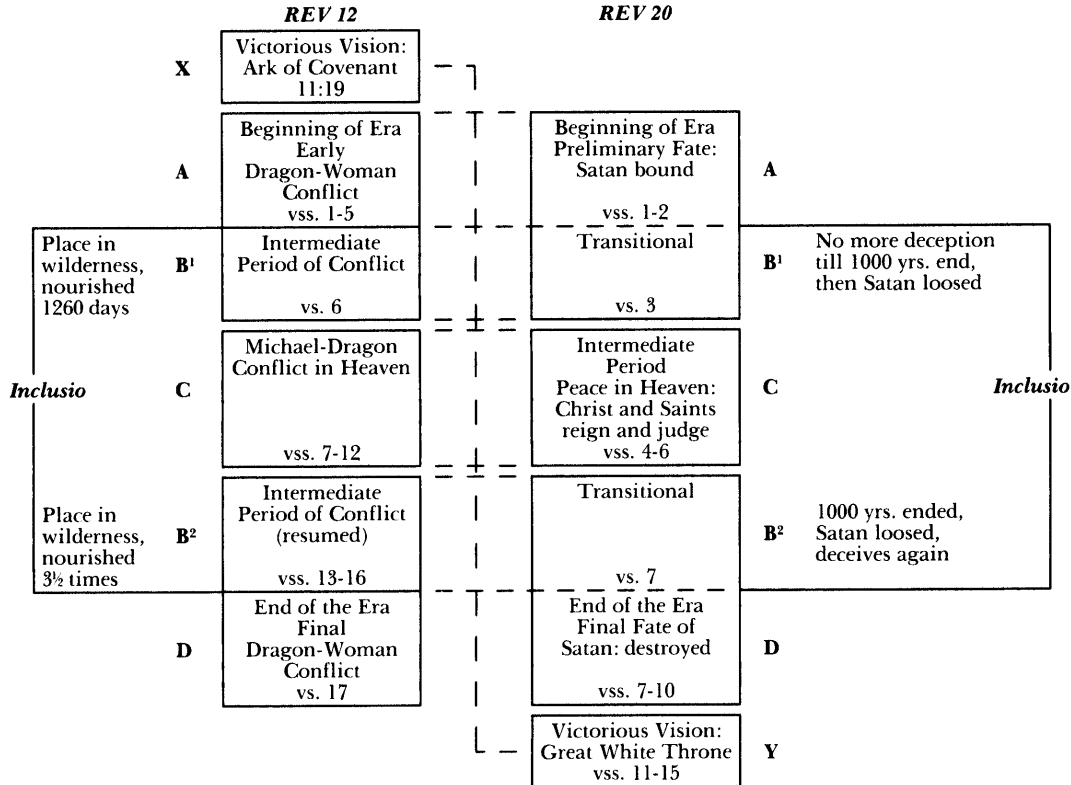 REV 12
REV 20
X
Victorious Vision:
Ark of Covenant
11:19
A
Beginning of Era
Early
Dragon-Woman
Conflict
vss. 1-5
Beginning of Era
Preliminary Fate:
Satan bound
vss. 1-2
A
Place in
wilderness,
nourished
1260 days
B¹
Intermediate
Period of Conflict
vs. 6
Transitional
vs. 3
B¹
No more deception
till 1000 yrs. end,
then Satan loosed
Inclusio
C
Michael-Dragon
Conflict in Heaven
vss. 7-12
Intermediate
Period
Peace in Heaven:
Christ and Saints
reign and judge
vss. 4-6
C
Inclusio
Place in
wilderness,
nourished
3½ times
B²
Intermediate
Period of Conflict
(resumed)
vss. 13-16
Transitional
vs. 7
B²
1000 yrs. ended,
Satan loosed,
deceives again
D
End of the Era
Final
Dragon-Woman
Conflict
vs. 17
End of the Era
Final Fate of
Satan: destroyed
vss. 7-10
D
Victorious Vision:
Great White Throne
vss. 11-15
Y